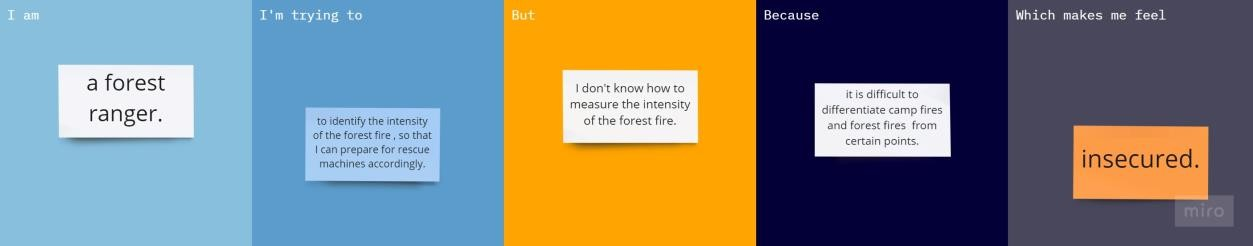 I am
a forest
ranger.
I'm trying to
to identify the intensity
of the forest fire , so that
I can prepare for rescue
machines accordingly.
But
I don't know how to
measure the intensity
of the forest fire.
Because
it is difficult to
differentiate camp fires
and forest fires from
certain points.
Which makes me feel
insecured.
miro